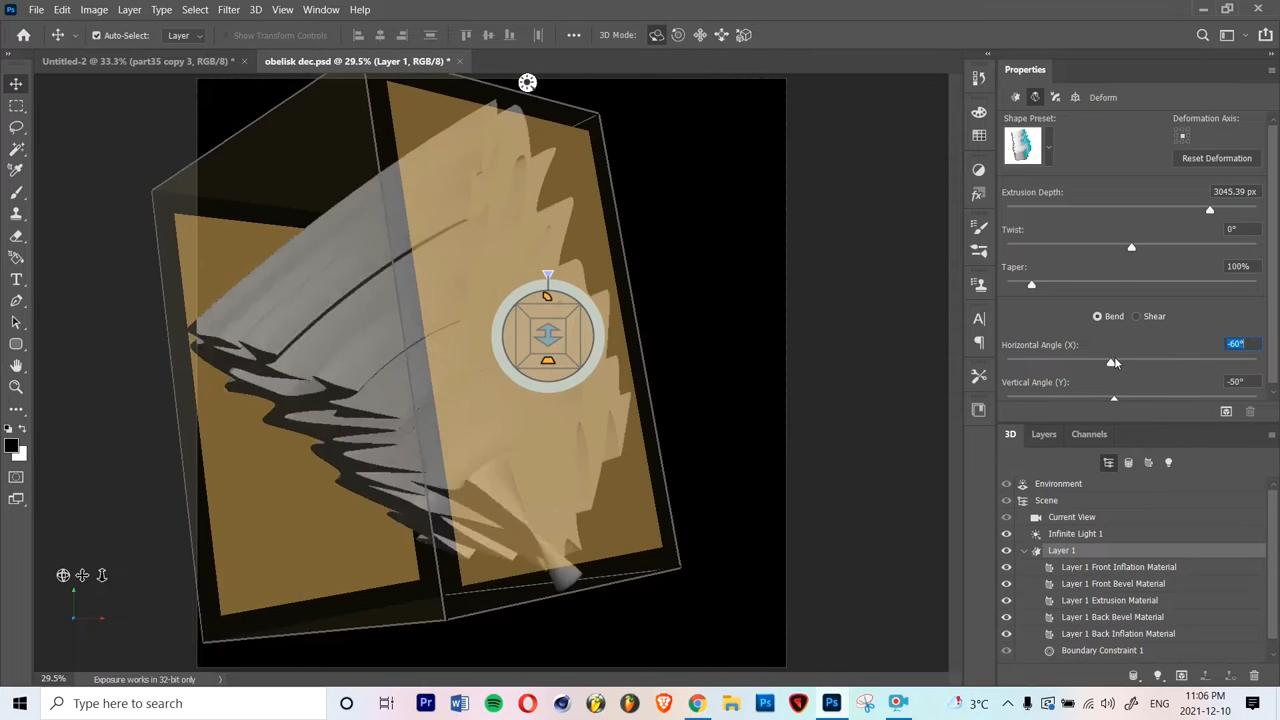 Ps File Edit Image Layer Type Select Filter 3D View Window Help
Auto-Select: Layer Show Transform Controls 3D Mode:
Untitled-2 @ 33.3% (part35 copy 3, RGB/8) * × obelisk dec.psd @ 29.5% (Layer 1, RGB/8) * ×
Properties
Deform
Shape Preset: Deformation Axis:
Reset Deformation
Extrusion Depth: 3045.39 px
Twist: 0°
Taper: 100%
Bend Shear
Horizontal Angle (X): -60°
Vertical Angle (Y): -50°
3D Layers Channels
Environment
Scene
Current View
Infinite Light 1
Layer 1
Layer 1 Front Inflation Material
Layer 1 Front Bevel Material
Layer 1 Extrusion Material
Layer 1 Back Bevel Material
Layer 1 Back Inflation Material
Boundary Constraint 1
29.5% Exposure works in 32-bit only
Type here to search
3°C ENG 11:06 PM
2021-12-10